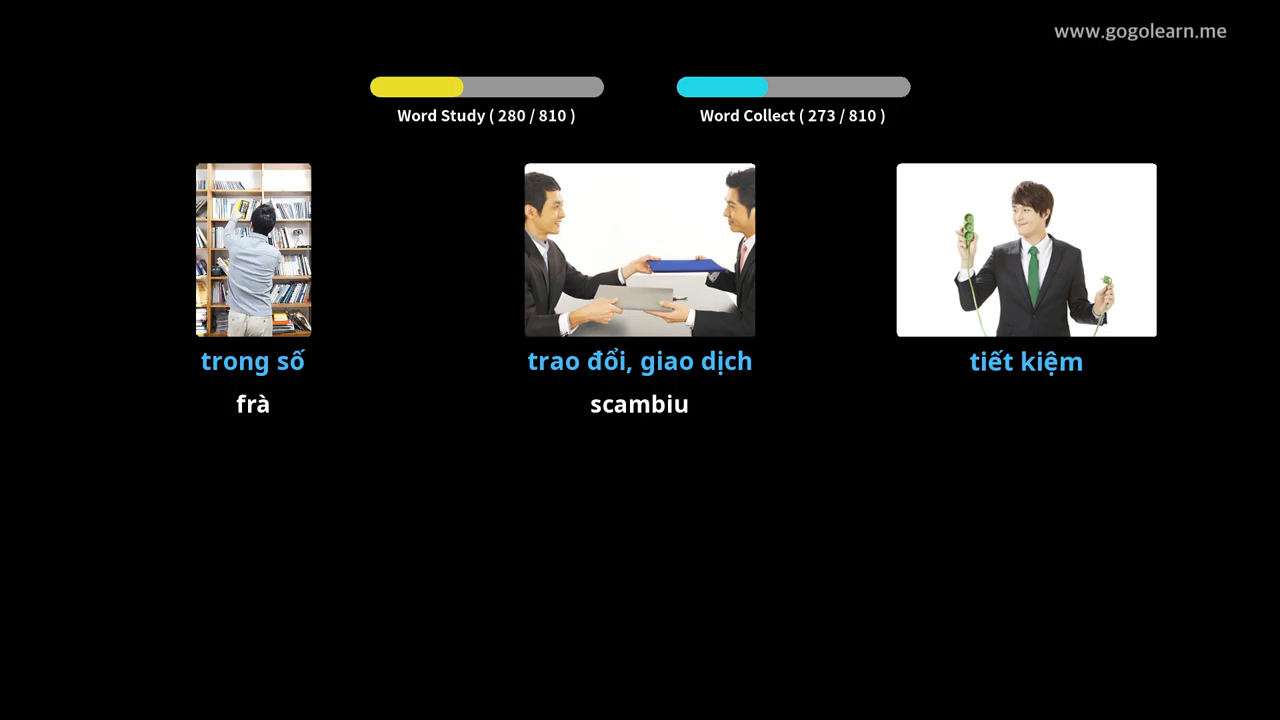 www.gogolearn.me
Word Study ( 280 / 810 )
Word Collect ( 273 / 810 )
trong số
frà
trao đổi, giao dịch
scambiu
tiết kiệm